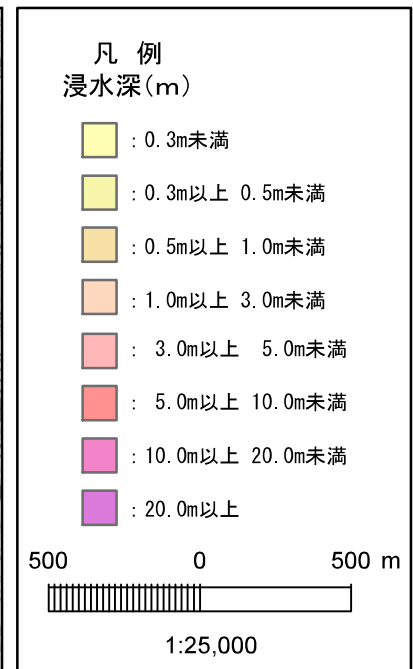 凡 例
浸水深(m)
: 0.3m未満
: 0.3m以上 0.5m未満
: 0.5m以上 1.0m未満
: 1.0m以上 3.0m未満
: 3.0m以上 5.0m未満
: 5.0m以上 10.0m未満
: 10.0m以上 20.0m未満
: 20.0m以上
500 0 500 m
1:25,000